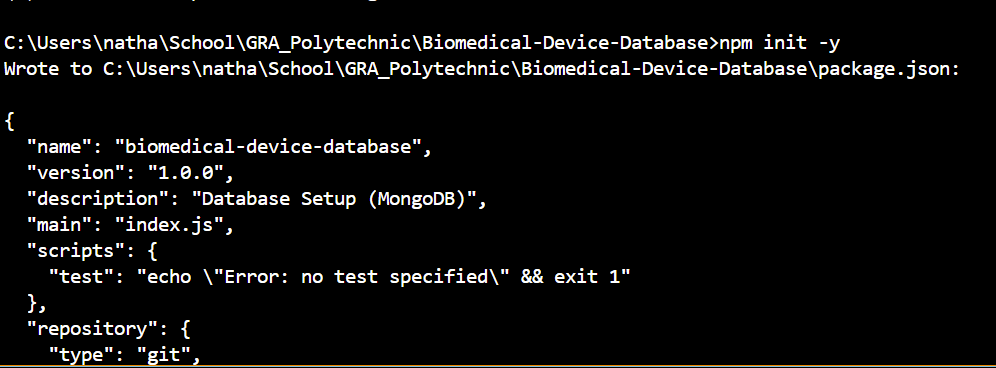 C:\Users\natha\School\GRA_Polytechnic\Biomedical-Device-Database>npm init -y
Wrote to C:\Users\natha\School\GRA_Polytechnic\Biomedical-Device-Database\package.json:

{
  "name": "biomedical-device-database",
  "version": "1.0.0",
  "description": "Database Setup (MongoDB)",
  "main": "index.js",
  "scripts": {
    "test": "echo \"Error: no test specified\" && exit 1"
  },
  "repository": {
    "type": "git",